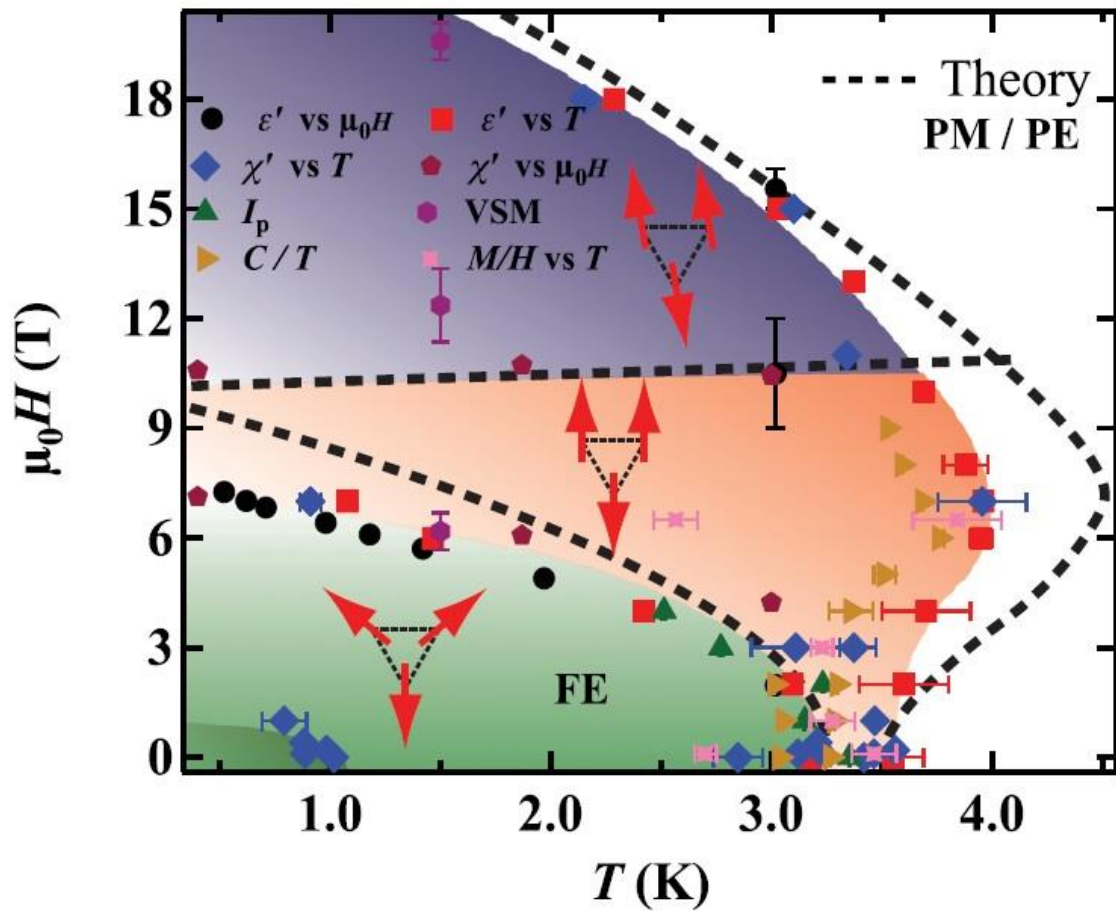 Theory
PM / PE
ε' vs μ₀H
ε' vs T
χ' vs T
χ' vs μ₀H
Iₚ
VSM
C / T
M/H vs T
FE
18
15
12
9
6
3
0
μ₀H (T)
1.0 2.0 3.0 4.0
T (K)